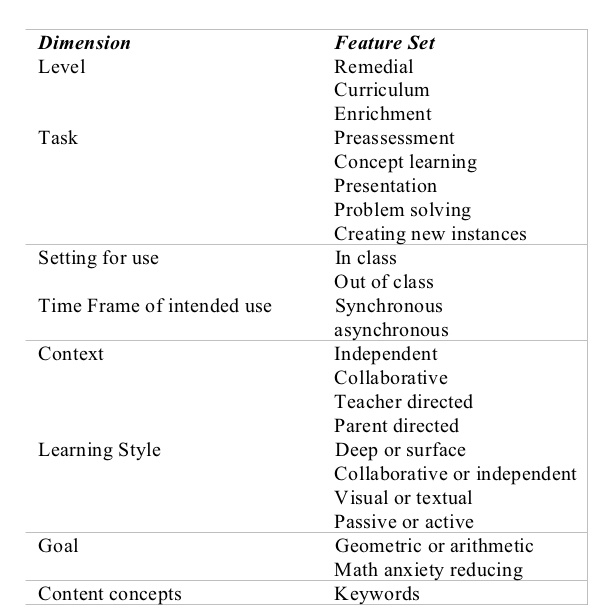 Dimension Feature Set
Level Remedial
Curriculum
Enrichment
Task Preassessment
Concept learning
Presentation
Problem solving
Creating new instances
Setting for use In class
Out of class
Time Frame of intended use Synchronous
asynchronous
Context Independent
Collaborative
Teacher directed
Parent directed
Learning Style Deep or surface
Collaborative or independent
Visual or textual
Passive or active
Goal Geometric or arithmetic
Math anxiety reducing
Content concepts Keywords